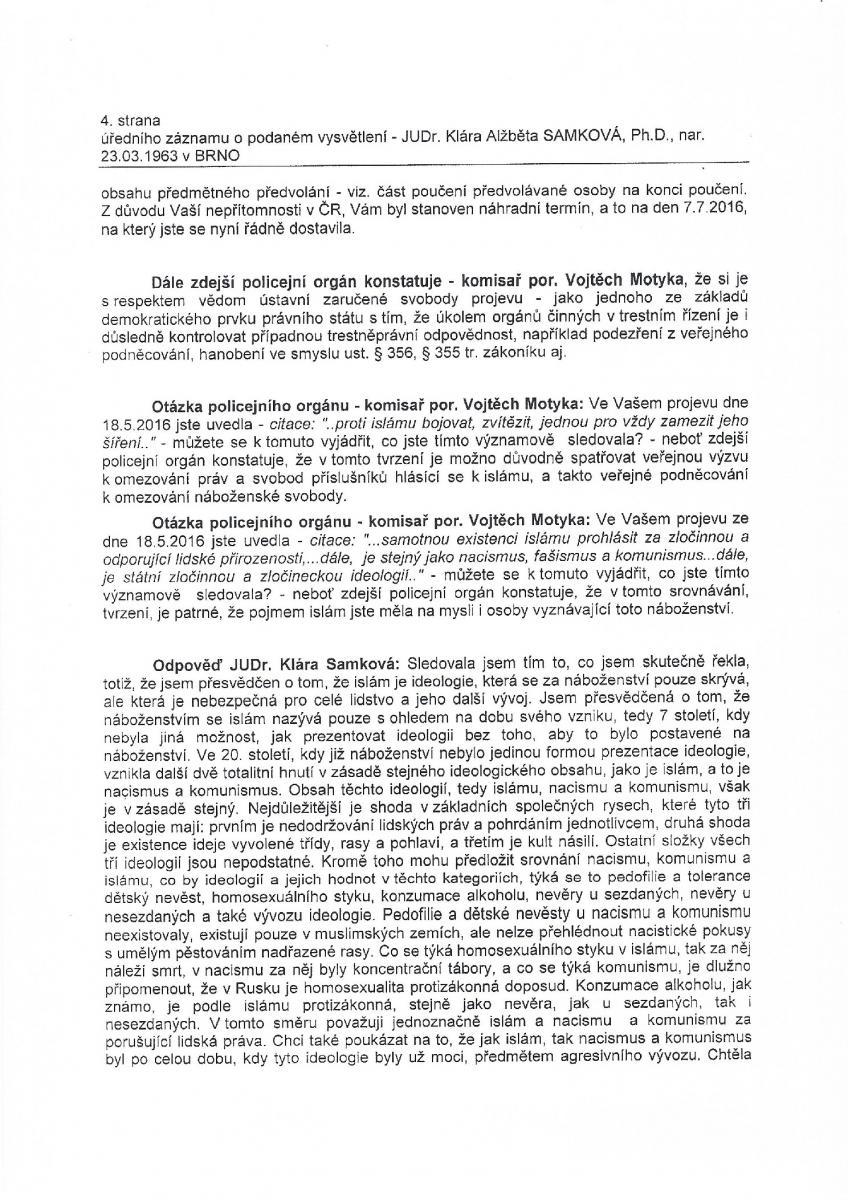 4. strana
úředního záznamu o podaném vysvětlení - JUDr. Klára Alžběta SAMKOVÁ, Ph.D., nar.
23.03.1963 v BRNO
obsahu předmětného předvolání - viz. část poučení předvolávané osoby na konci poučení.
Z důvodu Vaší nepřítomnosti v ČR, Vám byl stanoven náhradní termín, a to na den 7.7.2016,
na který jste se nyní řádně dostavila.
Dále zdejší policejní orgán konstatuje - komisař por. Vojtěch Motyka, že si je
s respektem vědom ústavní zaručené svobody projevu - jako jednoho ze základů
demokratického prvku právního státu s tím, že úkolem orgánů činných v trestním řízení je i
důsledně kontrolovat případnou trestněprávní odpovědnost, například podezření z veřejného
podněcování, hanobení ve smyslu ust. § 356, § 355 tr. zákoníku aj.
Otázka policejního orgánu - komisař por. Vojtěch Motyka: Ve Vašem projevu dne
18.5.2016 jste uvedla - citace: "..proti islámu bojovat, zvítězit, jednou pro vždy zamezit jeho
šíření.." - můžete se k tomuto vyjádřit, co jste tímto významově sledovala? - neboť zdejší
policejní orgán konstatuje, že v tomto tvrzení je možno důvodně spatřovat veřejnou výzvu
k omezování práv a svobod příslušníků hlásící se k islámu, a takto veřejné podněcování
k omezování náboženské svobody.
Otázka policejního orgánu - komisař por. Vojtěch Motyka: Ve Vašem projevu ze
dne 18.5.2016 jste uvedla - citace: "...samotnou existenci islámu prohlásit za zločinnou a
odporující lidské přirozenosti,...dále, je stejný jako nacismus, fašismus a komunismus...dále,
je státní zločinnou a zločineckou ideologií.." - můžete se k tomuto vyjádřit, co jste tímto
významově sledovala? - neboť zdejší policejní orgán konstatuje, že v tomto srovnávání,
tvrzení, je patrné, že pojmem islám jste měla na mysli i osoby vyznávající toto náboženství.
Odpověď JUDr. Klára Samková: Sledovala jsem tím to, co jsem skutečně řekla,
totiž, že jsem přesvědčen o tom, že islám je ideologie, která se za náboženství pouze skrývá,
ale která je nebezpečná pro celé lidstvo a jeho další vývoj. Jsem přesvědčená o tom, že
náboženstvím se islám nazývá pouze s ohledem na dobu svého vzniku, tedy 7 století, kdy
nebyla jiná možnost, jak prezentovat ideologii bez toho, aby to bylo postavené na
náboženství. Ve 20. století, kdy již náboženství nebylo jedinou formou prezentace ideologie,
vznikla další dvě totalitní hnutí v zásadě stejného ideologického obsahu, jako je islám, a to je
nacismus a komunismus. Obsah těchto ideologií, tedy islámu, nacismu a komunismu, však
je v zásadě stejný. Nejdůležitější je shoda v základních společných rysech, které tyto tři
ideologie mají: prvním je nedodržování lidských práv a pohrdáním jednotlivcem, druhá shoda
je existence ideje vyvolené třídy, rasy a pohlaví, a třetím je kult násilí. Ostatní složky všech
tří ideologií jsou nepodstatné. Kromě toho mohu předložit srovnání nacismu, komunismu a
islámu, co by ideologií a jejich hodnot v těchto kategoriích, týká se to pedofilie a tolerance
dětský nevěst, homosexuálního styku, konzumace alkoholu, nevěry u sezdaných, nevěry u
nesezdaných a také vývozu ideologie. Pedofilie a dětské nevěsty u nacismu a komunismu
neexistovaly, existují pouze v muslimských zemích, ale nelze přehlédnout nacistické pokusy
s umělým pěstováním nadřazené rasy. Co se týká homosexuálního styku v islámu, tak za něj
náleží smrt, v nacismu za něj byly koncentrační tábory, a co se týká komunismu, je dlužno
připomenout, že v Rusku je homosexualita protizákonná doposud. Konzumace alkoholu, jak
známo, je podle islámu protizákonná, stejně jako nevěra, jak u sezdaných, tak i
nesezdaných. V tomto směru považuji jednoznačně islám a nacismu a komunismu za
porušující lidská práva. Chci také poukázat na to, že jak islám, tak nacismus a komunismus
byl po celou dobu, kdy tyto ideologie byly už moci, předmětem agresivního vývozu. Chtěla